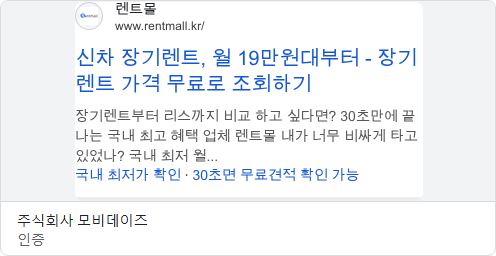 렌트몰
www.rentmall.kr/
신차 장기렌트, 월 19만원대부터 - 장기
렌트 가격 무료로 조회하기
장기렌트부터 리스까지 비교 하고 싶다면? 30초만에 끝
나는 국내 최고 혜택 업체 렌트몰 내가 너무 비싸게 타고
있었나? 국내 최저 월...
국내 최저가 확인 · 30초면 무료견적 확인 가능
주식회사 모비데이즈
인증